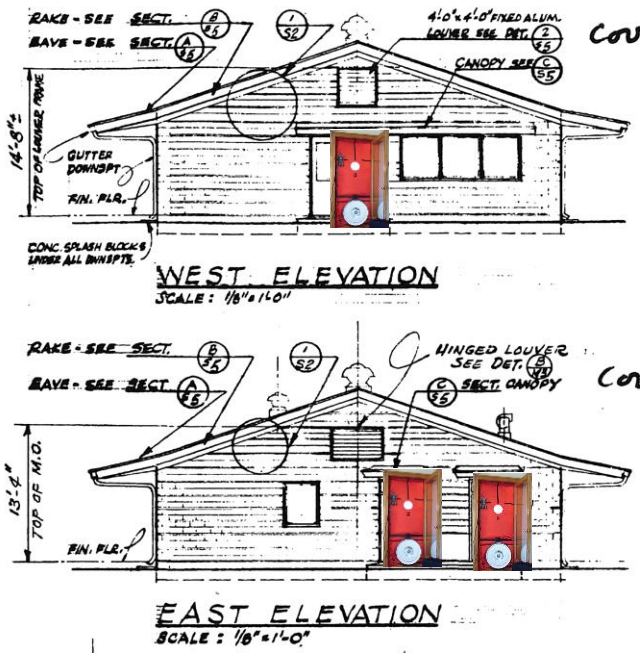 RAKE - SEE SECT. B S5
EAVE - SEE SECT. A S5
1 S2
4'-0" x 4'-0" FIXED ALUM.
LOUVER SEE DET. 2 S5
CANOPY SEE C S5
14'-8"±
TOP OF LOUVER FRAME
GUTTER
DOWNSPT
FIN. FLR.
CONC. SPLASH BLOCKS
UNDER ALL DWNSPTS.
WEST ELEVATION
SCALE: 1/8" = 1'-0"
RAKE - SEE SECT. B S5
EAVE - SEE SECT. A S5
1 S2
HINGED LOUVER
SEE DET. B
C S5 SECT. CANOPY
13'-4"
TOP OF M.O.
FIN. FLR.
EAST ELEVATION
SCALE: 1/8" = 1'-0"